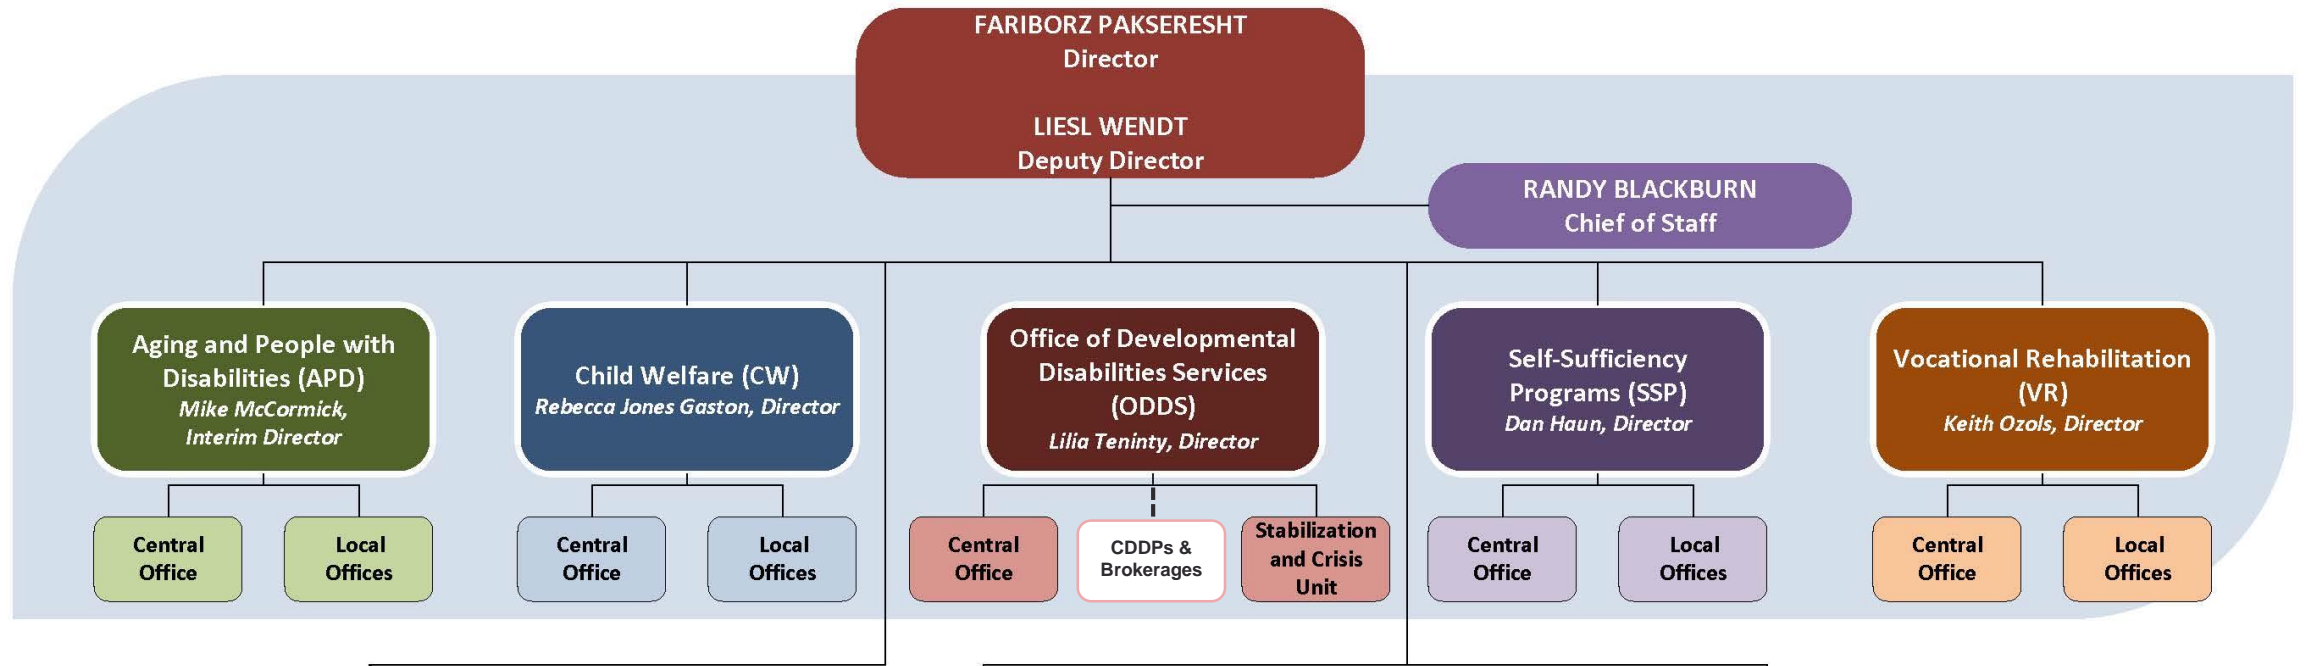 FARIBORZ PAKSERESHT
Director
LIESL WENDT
Deputy Director
RANDY BLACKBURN
Chief of Staff
Aging and People with
Disabilities (APD)
Mike McCormick,
Interim Director
Child Welfare (CW)
Rebecca Jones Gaston, Director
Office of Developmental
Disabilities Services
(ODDS)
Lilia Teninty, Director
Self-Sufficiency
Programs (SSP)
Dan Haun, Director
Vocational Rehabilitation
(VR)
Keith Ozols, Director
Central
Office
Local
Offices
Central
Office
Local
Offices
Central
Office
CDDPs &
Brokerages
Stabilization
and Crisis
Unit
Central
Office
Local
Offices
Central
Office
Local
Offices